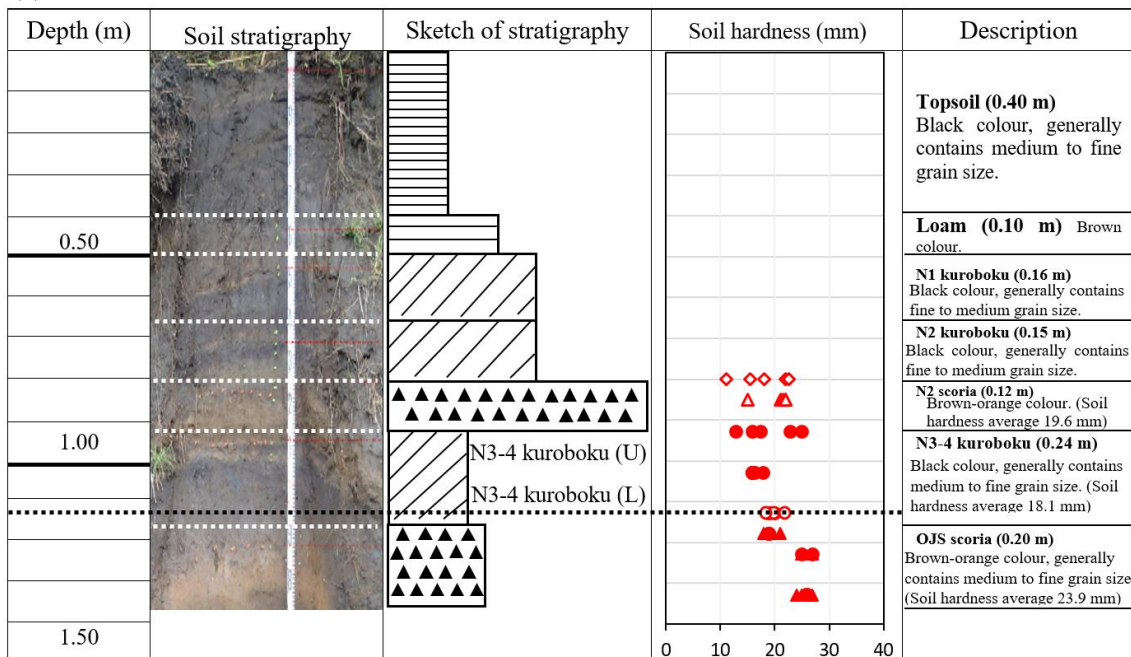 Depth (m)
Soil stratigraphy
Sketch of stratigraphy
Soil hardness (mm)
Description
Topsoil (0.40 m)
Black colour, generally
contains medium to fine
grain size.
0.50
Loam (0.10 m) Brown
colour.
N1 kuroboku (0.16 m)
Black colour, generally contains
fine to medium grain size.
N2 kuroboku (0.15 m)
Black colour, generally contains
fine to medium grain size.
N2 scoria (0.12 m)
Brown-orange colour. (Soil
hardness average 19.6 mm)
1.00
N3-4 kuroboku (U)
N3-4 kuroboku (L)
N3-4 kuroboku (0.24 m)
Black colour, generally contains
medium to fine grain size. (Soil
hardness average 18.1 mm)
OJS scoria (0.20 m)
Brown-orange colour, generally
contains medium to fine grain size
(Soil hardness average 23.9 mm)
1.50
0 10 20 30 40